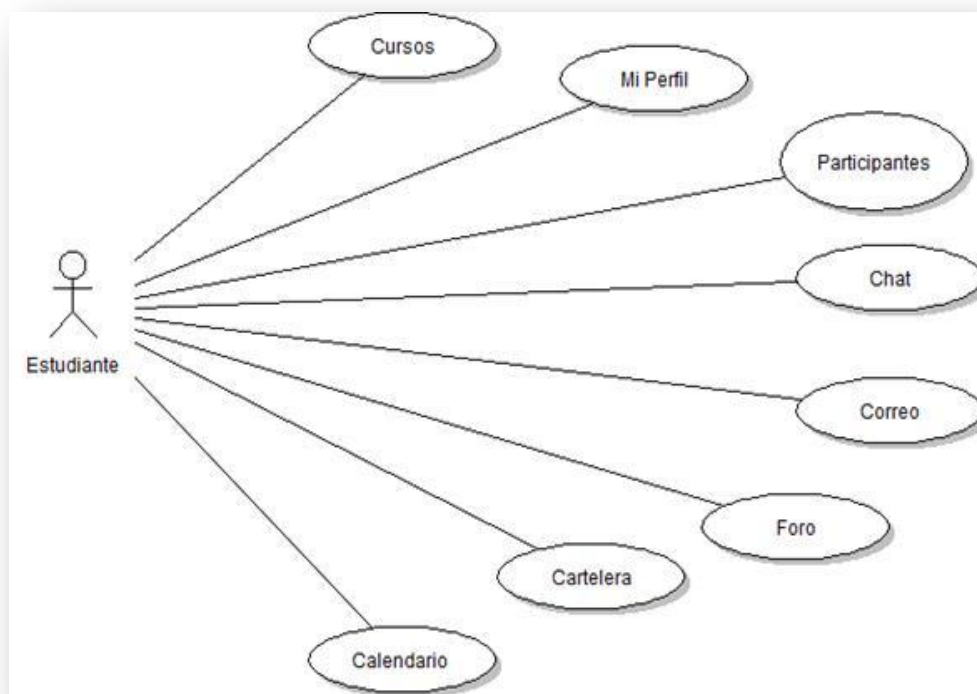 Cursos
Mi Perfil
Participantes
Chat
Estudiante
Correo
Foro
Cartelera
Calendario